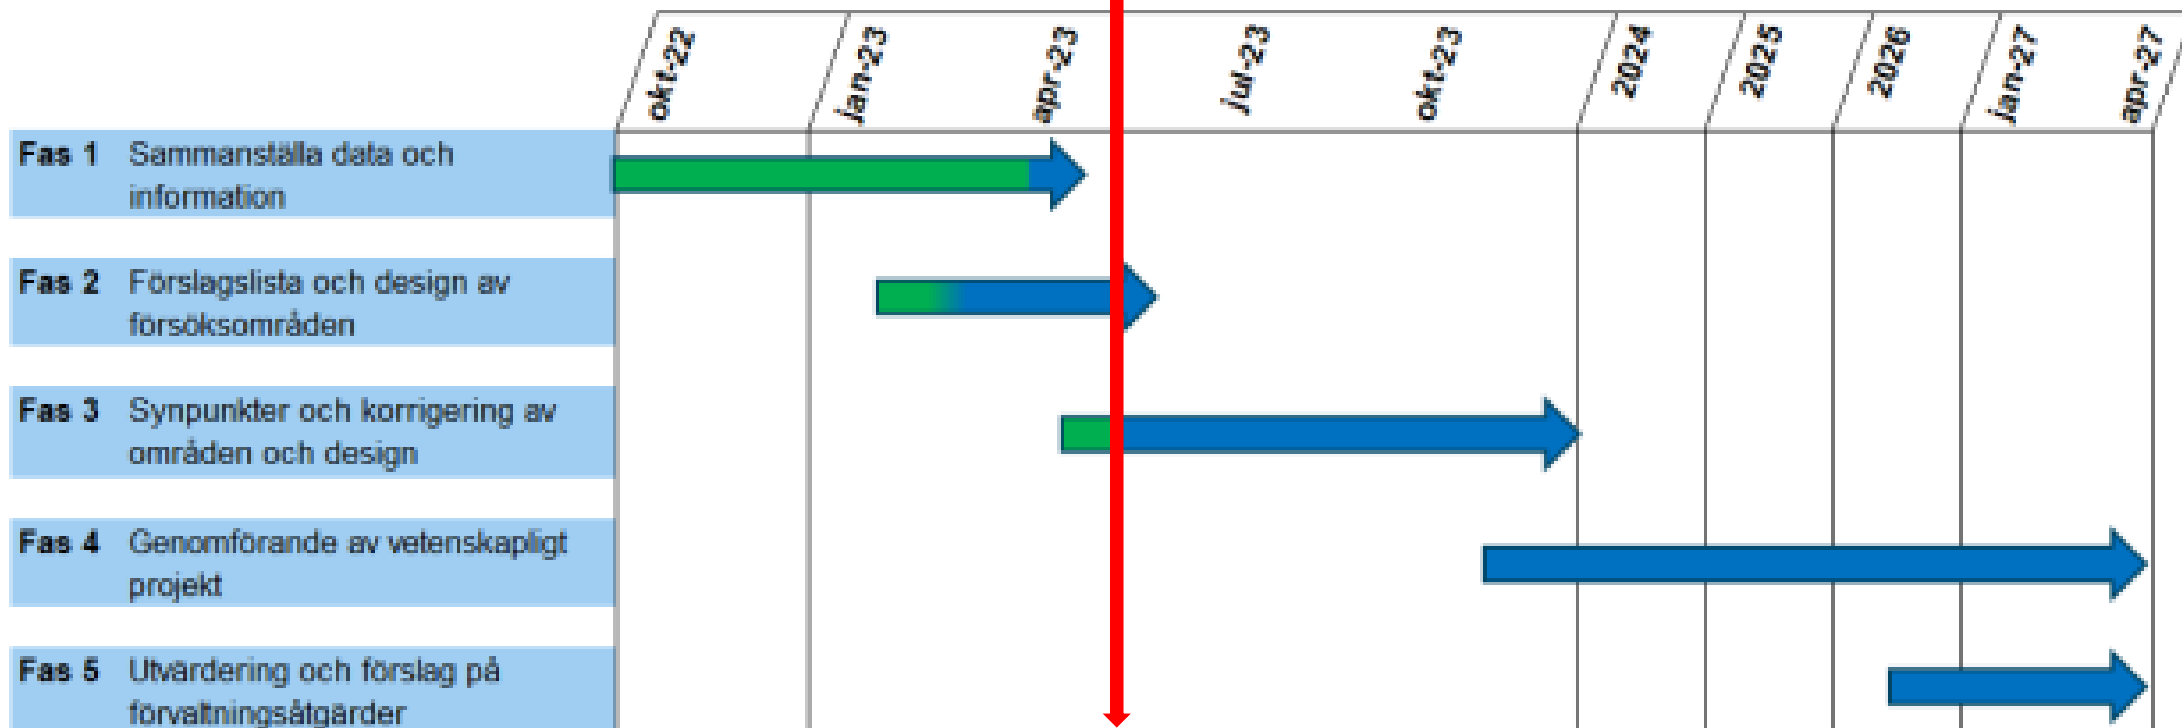 okt-22 jan-23 apr-23 jul-23 okt-23 2024 2025 2026 jan-27 apr-27
Fas 1 Sammanställa data och
information
Fas 2 Förslagslista och design av
försöksområden
Fas 3 Synpunkter och korrigering av
områden och design
Fas 4 Genomförande av vetenskapligt
projekt
Fas 5 Utvärdering och förslag på
förvaltningsåtgärder